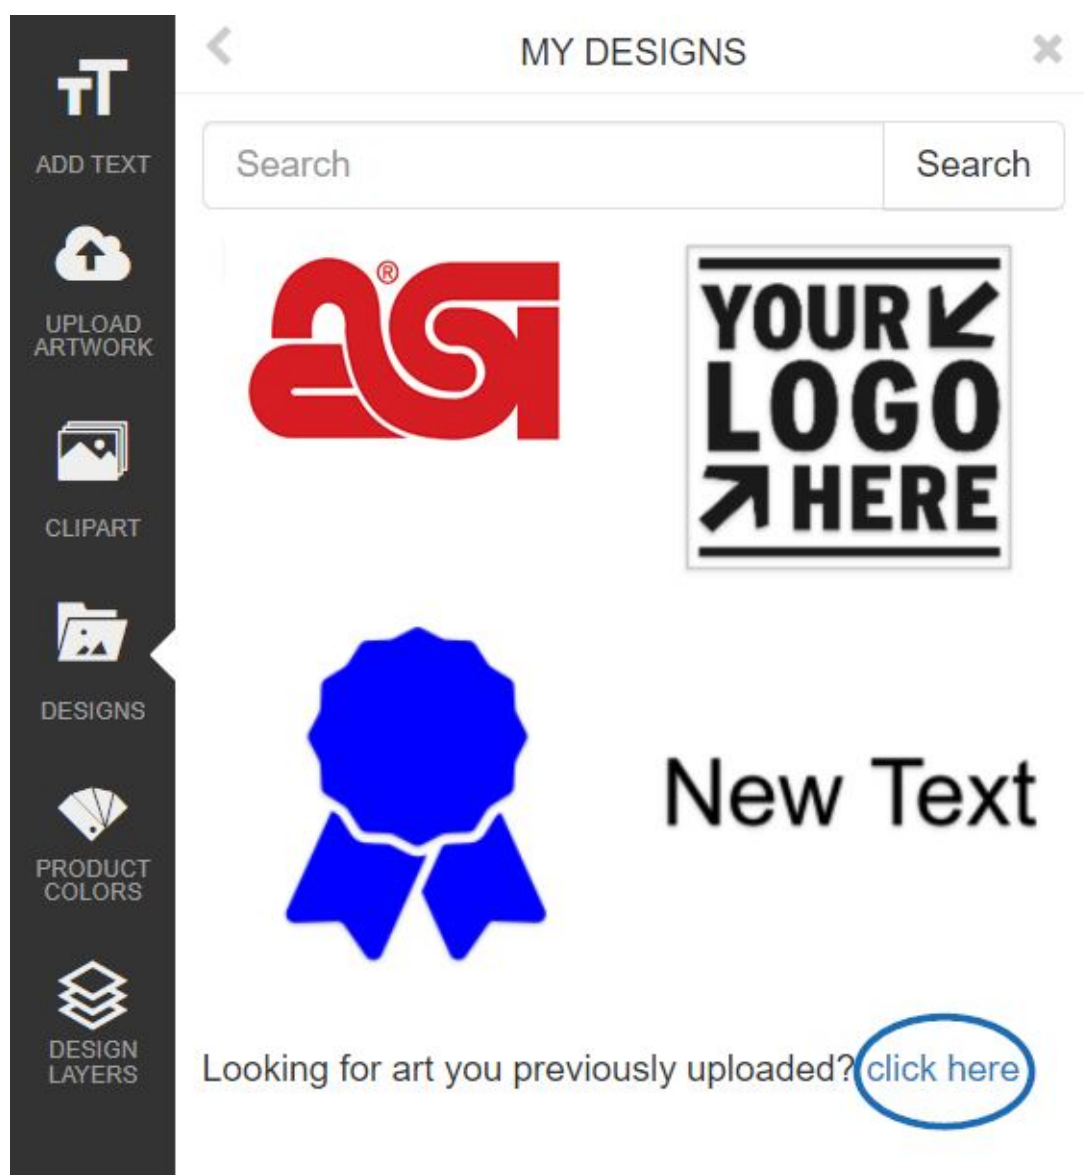 ADD TEXT
UPLOAD
ARTWORK
CLIPART
DESIGNS
PRODUCT
COLORS
DESIGN
LAYERS
MY DESIGNS
Search
Search
asi®
YOUR
LOGO
HERE
New Text
Looking for art you previously uploaded? click here